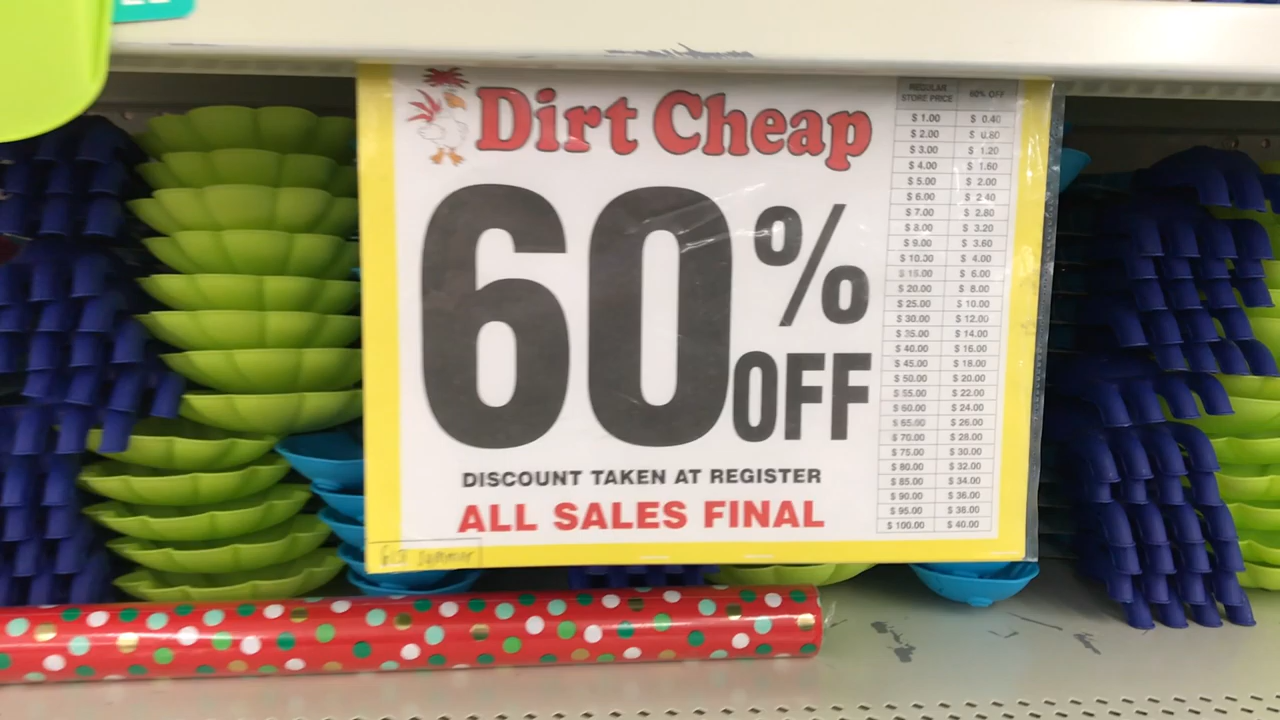 Dirt Cheap
60%
OFF
DISCOUNT TAKEN AT REGISTER
ALL SALES FINAL
REGULAR STORE PRICE 60% OFF
$ 1.00 $ 0.40
$ 2.00 $ 0.80
$ 3.00 $ 1.20
$ 4.00 $ 1.60
$ 5.00 $ 2.00
$ 6.00 $ 2.40
$ 7.00 $ 2.80
$ 8.00 $ 3.20
$ 9.00 $ 3.60
$ 10.00 $ 4.00
$ 15.00 $ 6.00
$ 20.00 $ 8.00
$ 25.00 $ 10.00
$ 30.00 $ 12.00
$ 35.00 $ 14.00
$ 40.00 $ 16.00
$ 45.00 $ 18.00
$ 50.00 $ 20.00
$ 55.00 $ 22.00
$ 60.00 $ 24.00
$ 65.00 $ 26.00
$ 70.00 $ 28.00
$ 75.00 $ 30.00
$ 80.00 $ 32.00
$ 85.00 $ 34.00
$ 90.00 $ 36.00
$ 95.00 $ 38.00
$ 100.00 $ 40.00